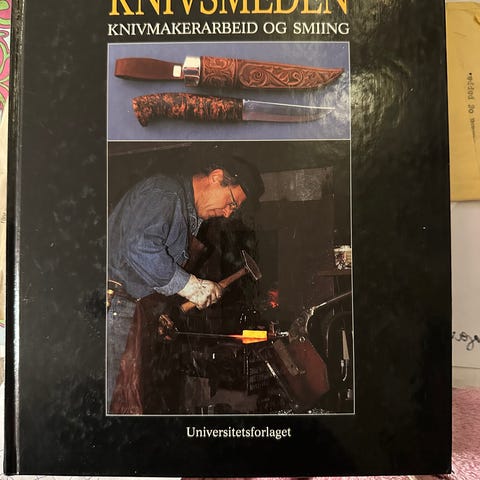 KNIVSMEDEN
KNIVMAKERARBEID OG SMIING
Universitetsforlaget